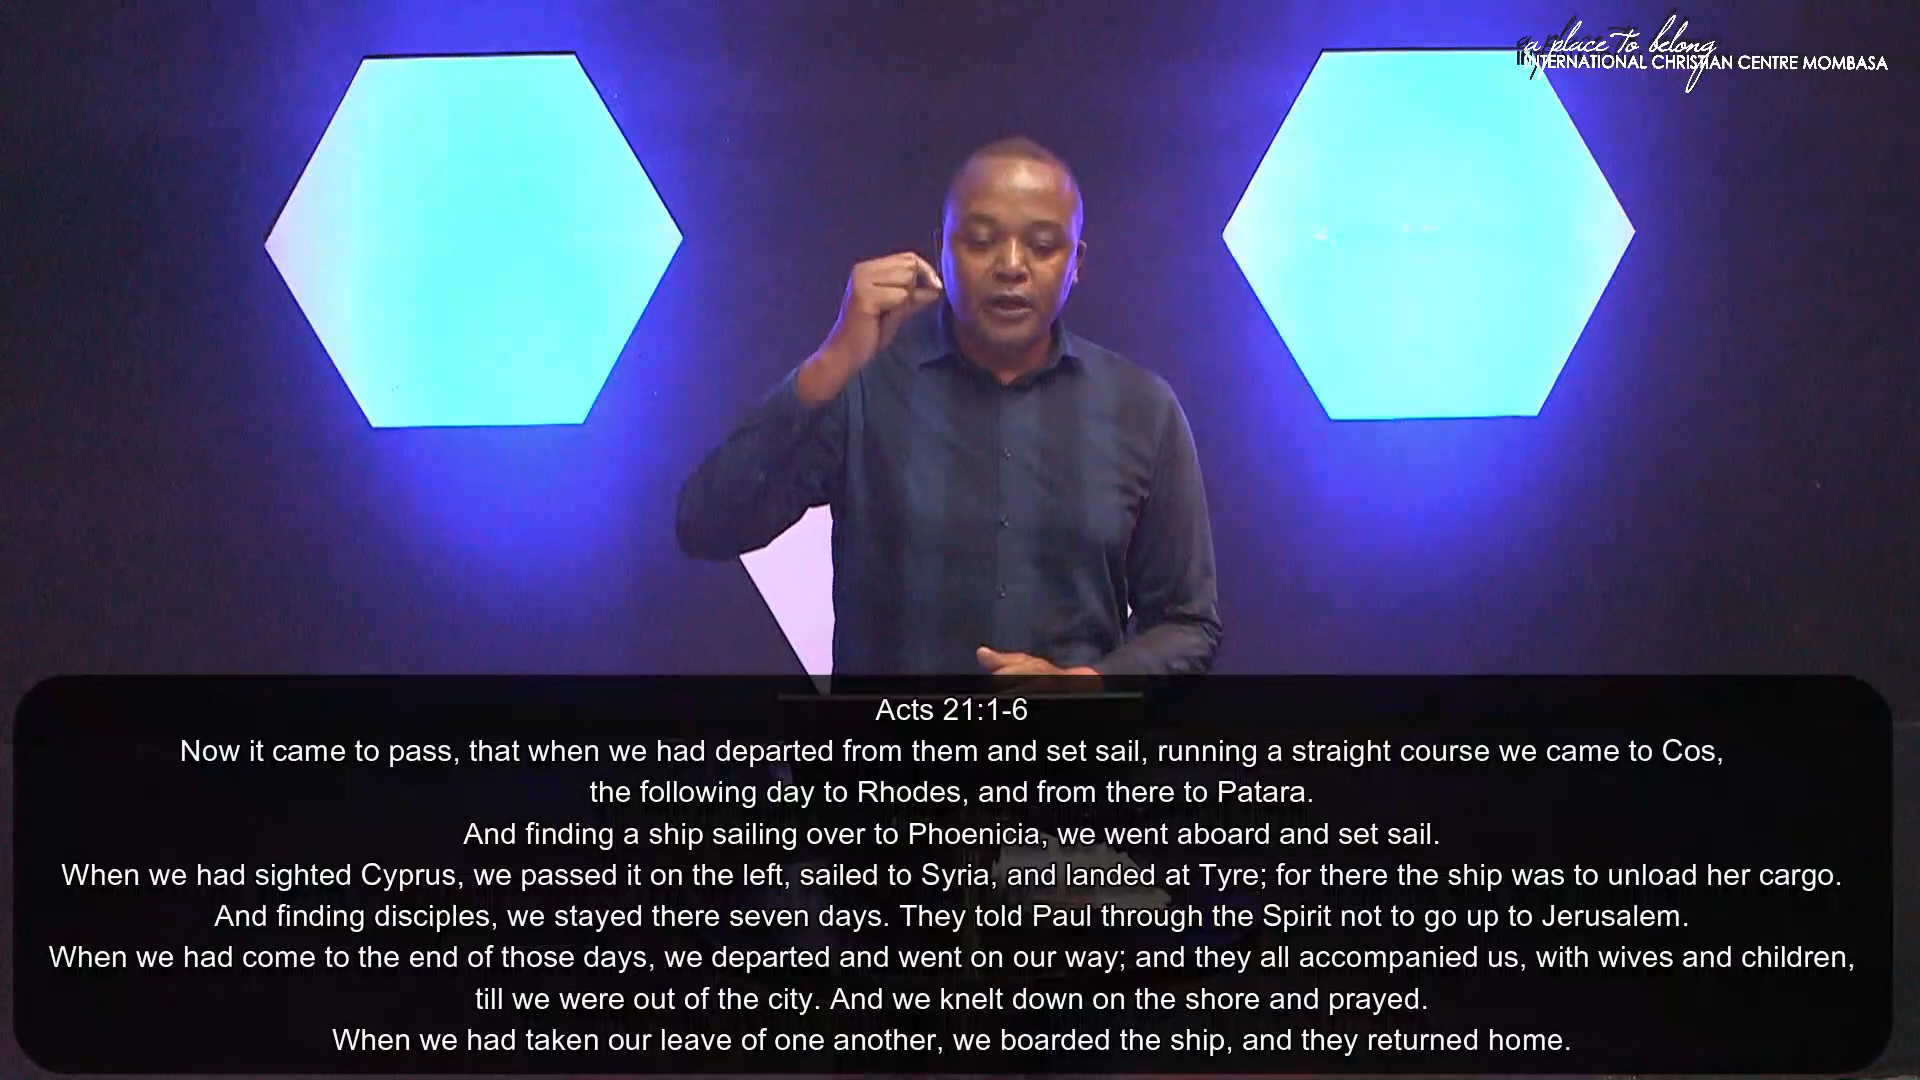 a place to belong
INTERNATIONAL CHRISTIAN CENTRE MOMBASA
Acts 21:1-6
Now it came to pass, that when we had departed from them and set sail, running a straight course we came to Cos,
the following day to Rhodes, and from there to Patara.
And finding a ship sailing over to Phoenicia, we went aboard and set sail.
When we had sighted Cyprus, we passed it on the left, sailed to Syria, and landed at Tyre; for there the ship was to unload her cargo.
And finding disciples, we stayed there seven days. They told Paul through the Spirit not to go up to Jerusalem.
When we had come to the end of those days, we departed and went on our way; and they all accompanied us, with wives and children,
till we were out of the city. And we knelt down on the shore and prayed.
When we had taken our leave of one another, we boarded the ship, and they returned home.